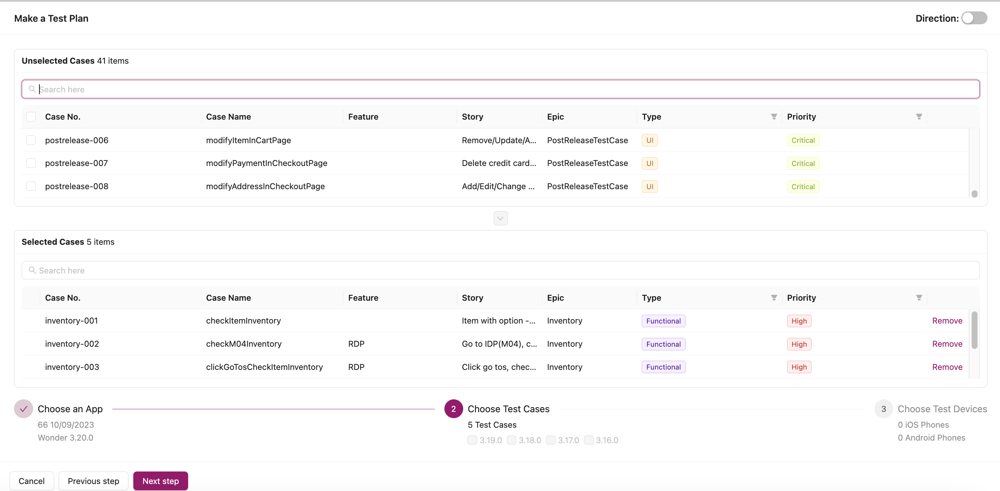 Make a Test Plan
Direction:
Unselected Cases 41 items
Search here
Case No. Case Name Feature Story Epic Type Priority
postrelease-006 modifyItemInCartPage Remove/Update/A... PostReleaseTestCase UI Critical
postrelease-007 modifyPaymentInCheckoutPage Delete credit card... PostReleaseTestCase UI Critical
postrelease-008 modifyAddressInCheckoutPage Add/Edit/Change ... PostReleaseTestCase UI Critical
Selected Cases 5 items
Search here
Case No. Case Name Feature Story Epic Type Priority
inventory-001 checkItemInventory Item with option -... Inventory Functional High Remove
inventory-002 checkM04Inventory RDP Go to IDP(M04), c... Inventory Functional High Remove
inventory-003 clickGoTosCheckItemInventory RDP Click go tos, chec... Inventory Functional High Remove
Choose an App
66 10/09/2023
Wonder 3.20.0
2 Choose Test Cases
5 Test Cases
3.19.0 3.18.0 3.17.0 3.16.0
3 Choose Test Devices
0 iOS Phones
0 Android Phones
Cancel Previous step Next step